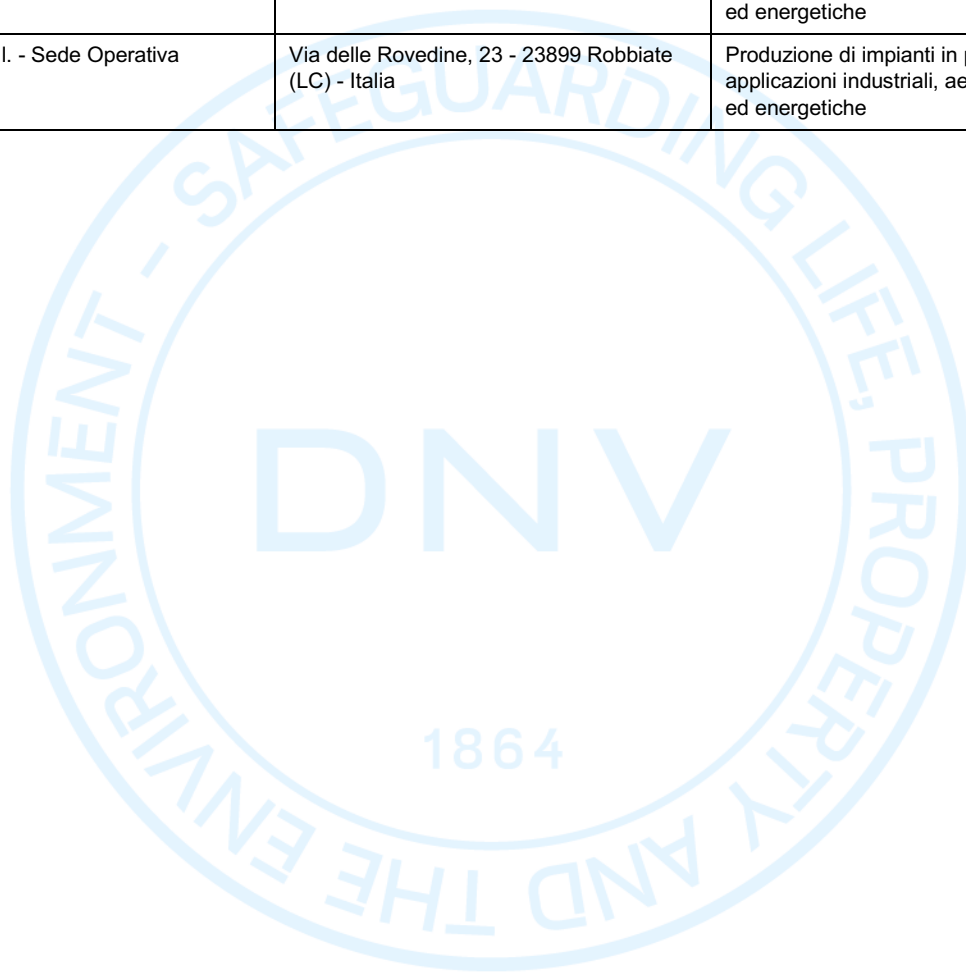 ed energetiche
l. - Sede Operativa
Via delle Rovedine, 23 - 23899 Robbiate
(LC) - Italia
Produzione di impianti in
applicazioni industriali,
ed energetiche
SAFEGUARDING LIFE, PROPERTY AND THE ENVIRONMENT -
DNV
1864